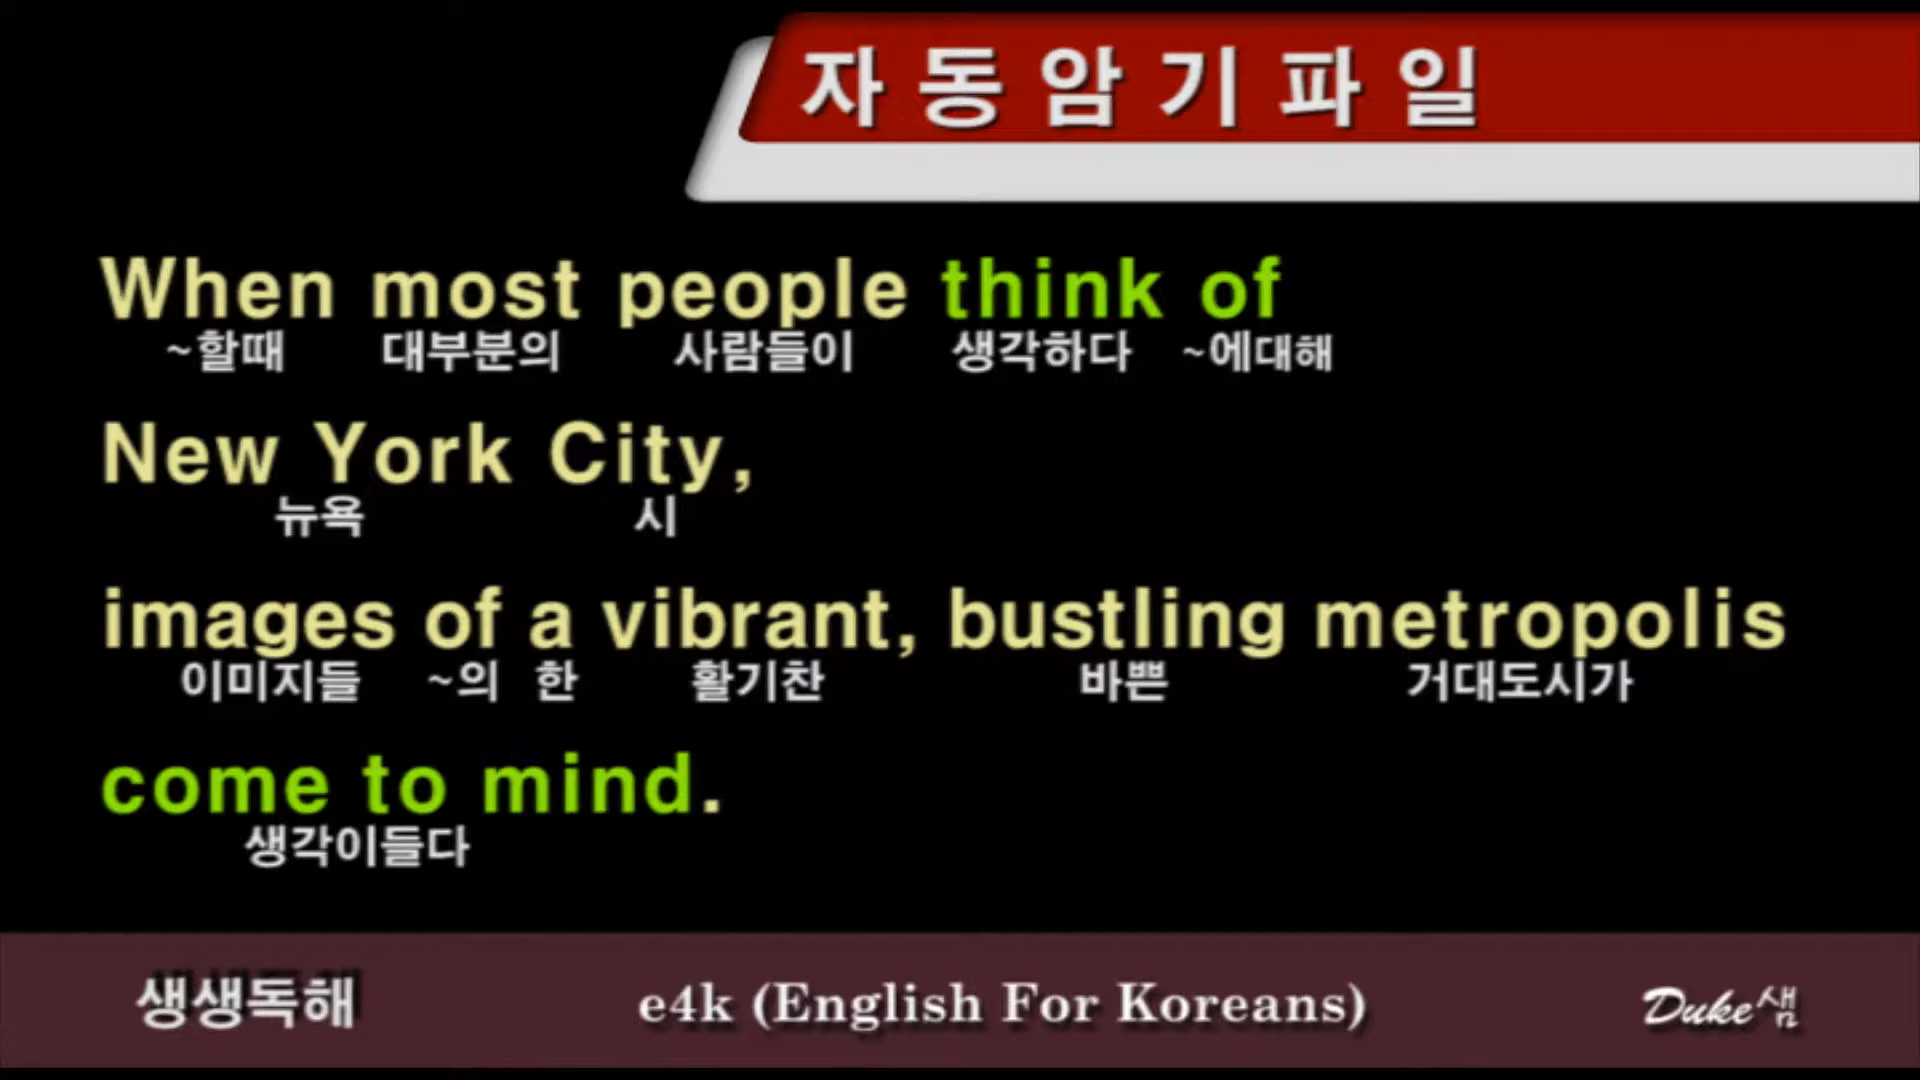 자동암기파일
When most people think of
~할때 대부분의 사람들이 생각하다 ~에대해
New York City,
뉴욕 시
images of a vibrant, bustling metropolis
이미지들 ~의 한 활기찬 바쁜 거대도시가
come to mind.
생각이들다
생생독해 e4k (English For Koreans) Duke샘